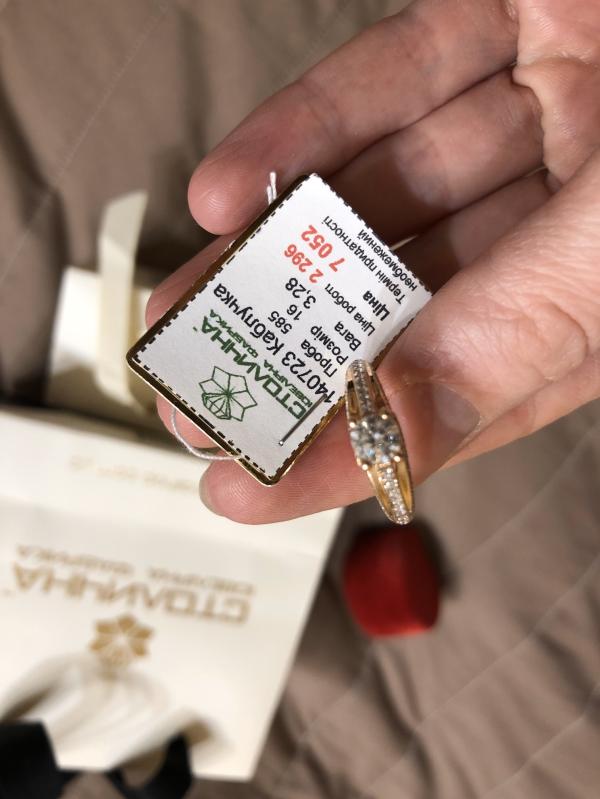 СТОЛИЧНА
ЮВЕЛІРНА ФАБРИКА
140723 Каблучка
Проба 585
Розмір 16
Вага 3.28
Ціна роботі 2 296
Ціна 7 052
Термін придатності
необмежений
СТОЛИЧНА
ЮВЕЛІРНА ФАБРИКА